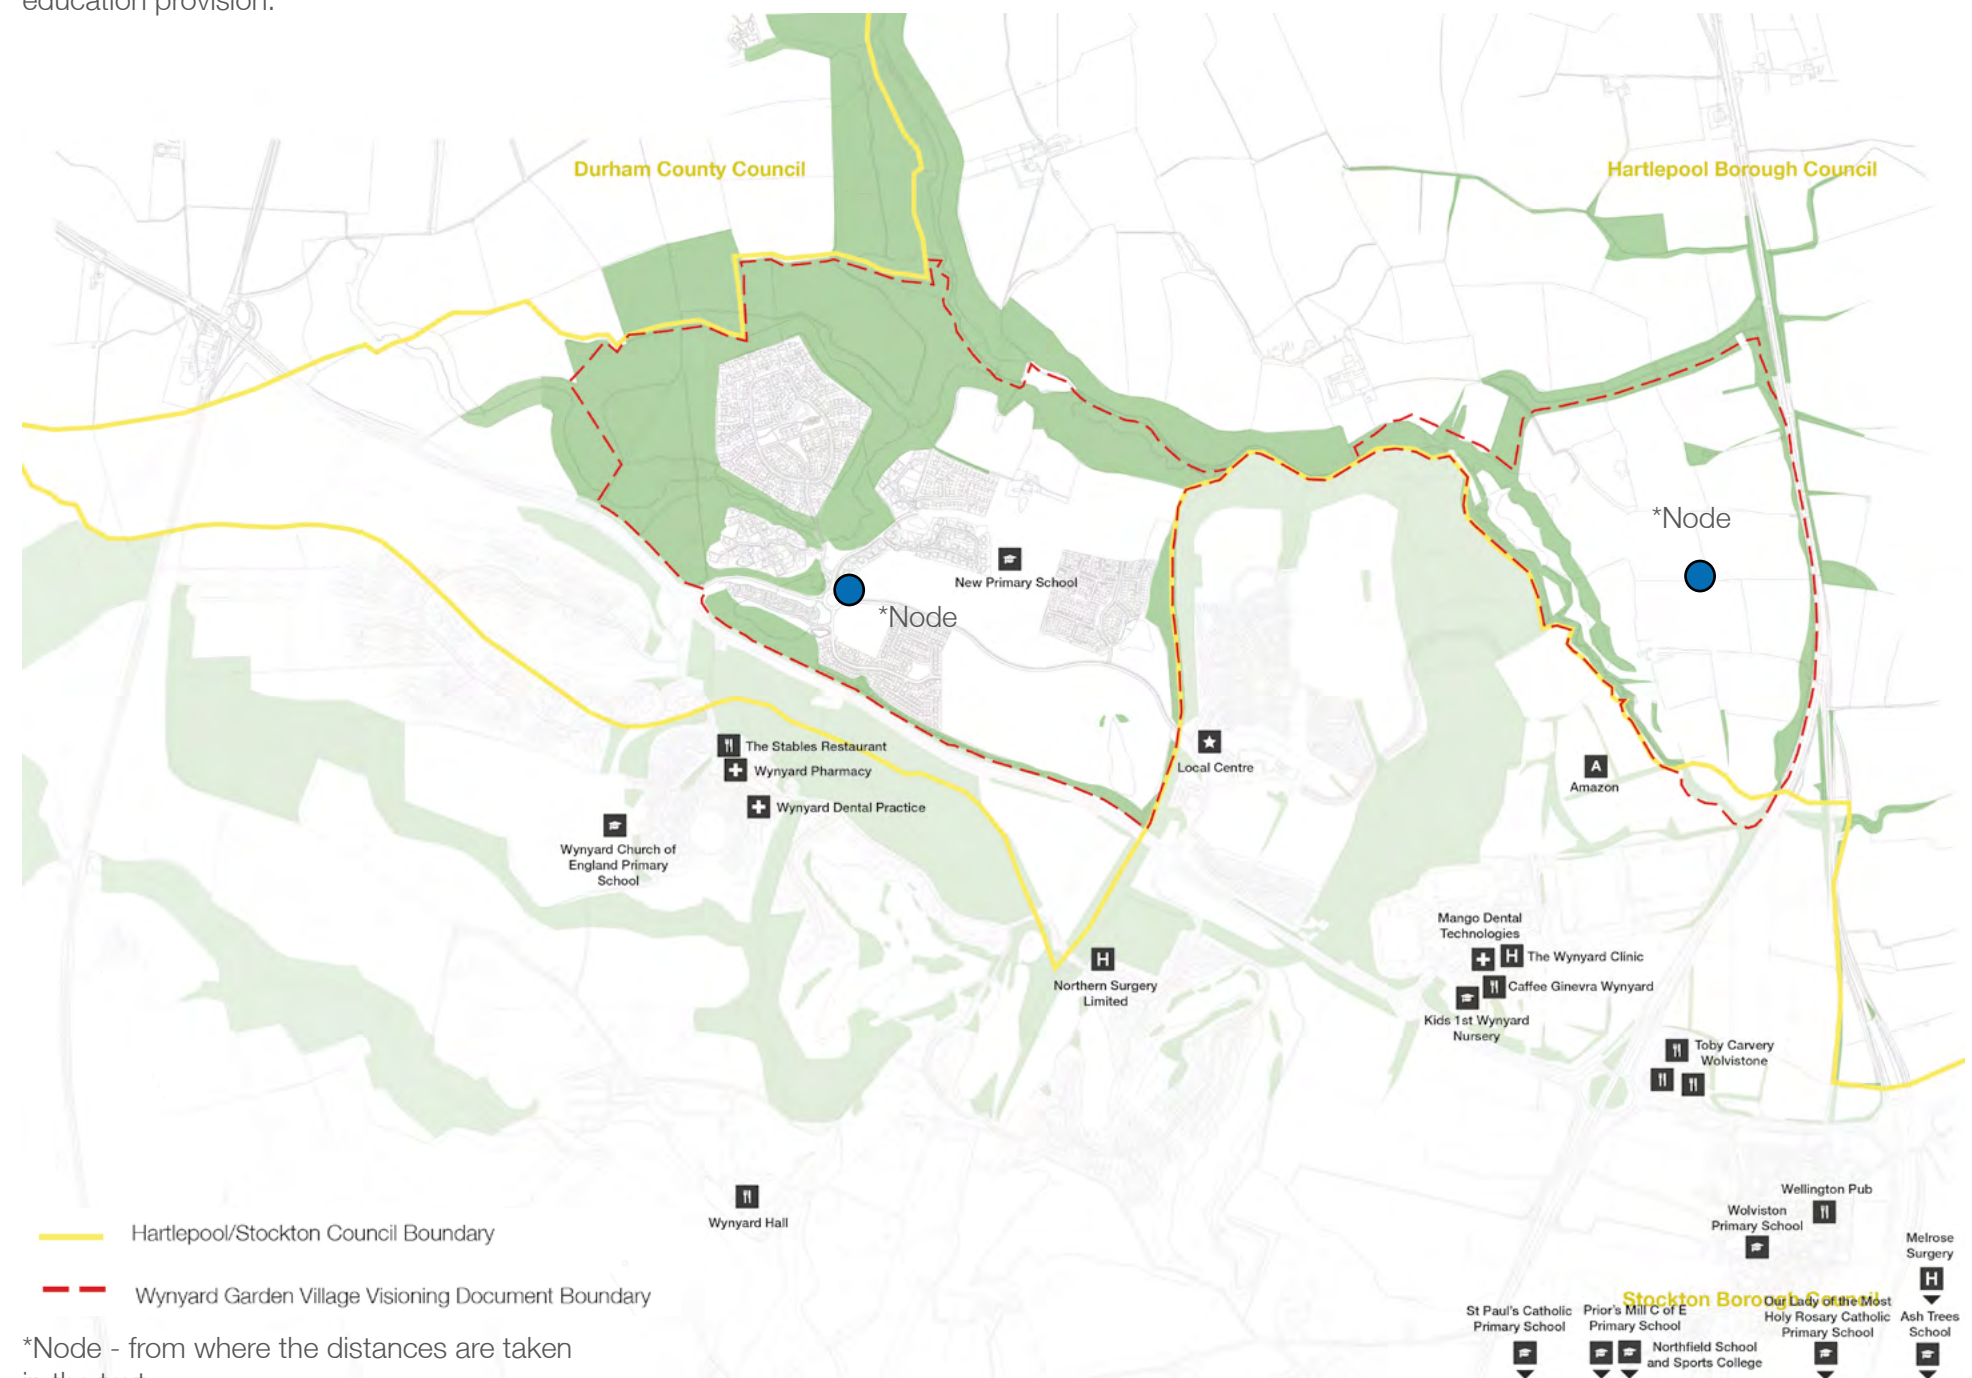 education provision.
Durham County Council
Hartlepool Borough Council
*Node
New Primary School
*Node
The Stables Restaurant
Wynyard Pharmacy
Wynyard Dental Practice
Local Centre
A
Amazon
Wynyard Church of
England Primary
School
Mango Dental
Technologies
H
The Wynyard Clinic
Caffee Ginevra Wynyard
Kids 1st Wynyard
Nursery
H
Northern Surgery
Limited
Toby Carvery
Wolvistone
Wynyard Hall
Wellington Pub
Wolviston
Primary School
Melrose
Surgery
H
Hartlepool/Stockton Council Boundary
Wynyard Garden Village Visioning Document Boundary
Stockton Borough Council
St Paul's Catholic
Primary School
Prior's Mill C of E
Primary School
Northfield School
and Sports College
Our Lady of the Most
Holy Rosary Catholic
Primary School
Ash Trees
School
*Node - from where the distances are taken